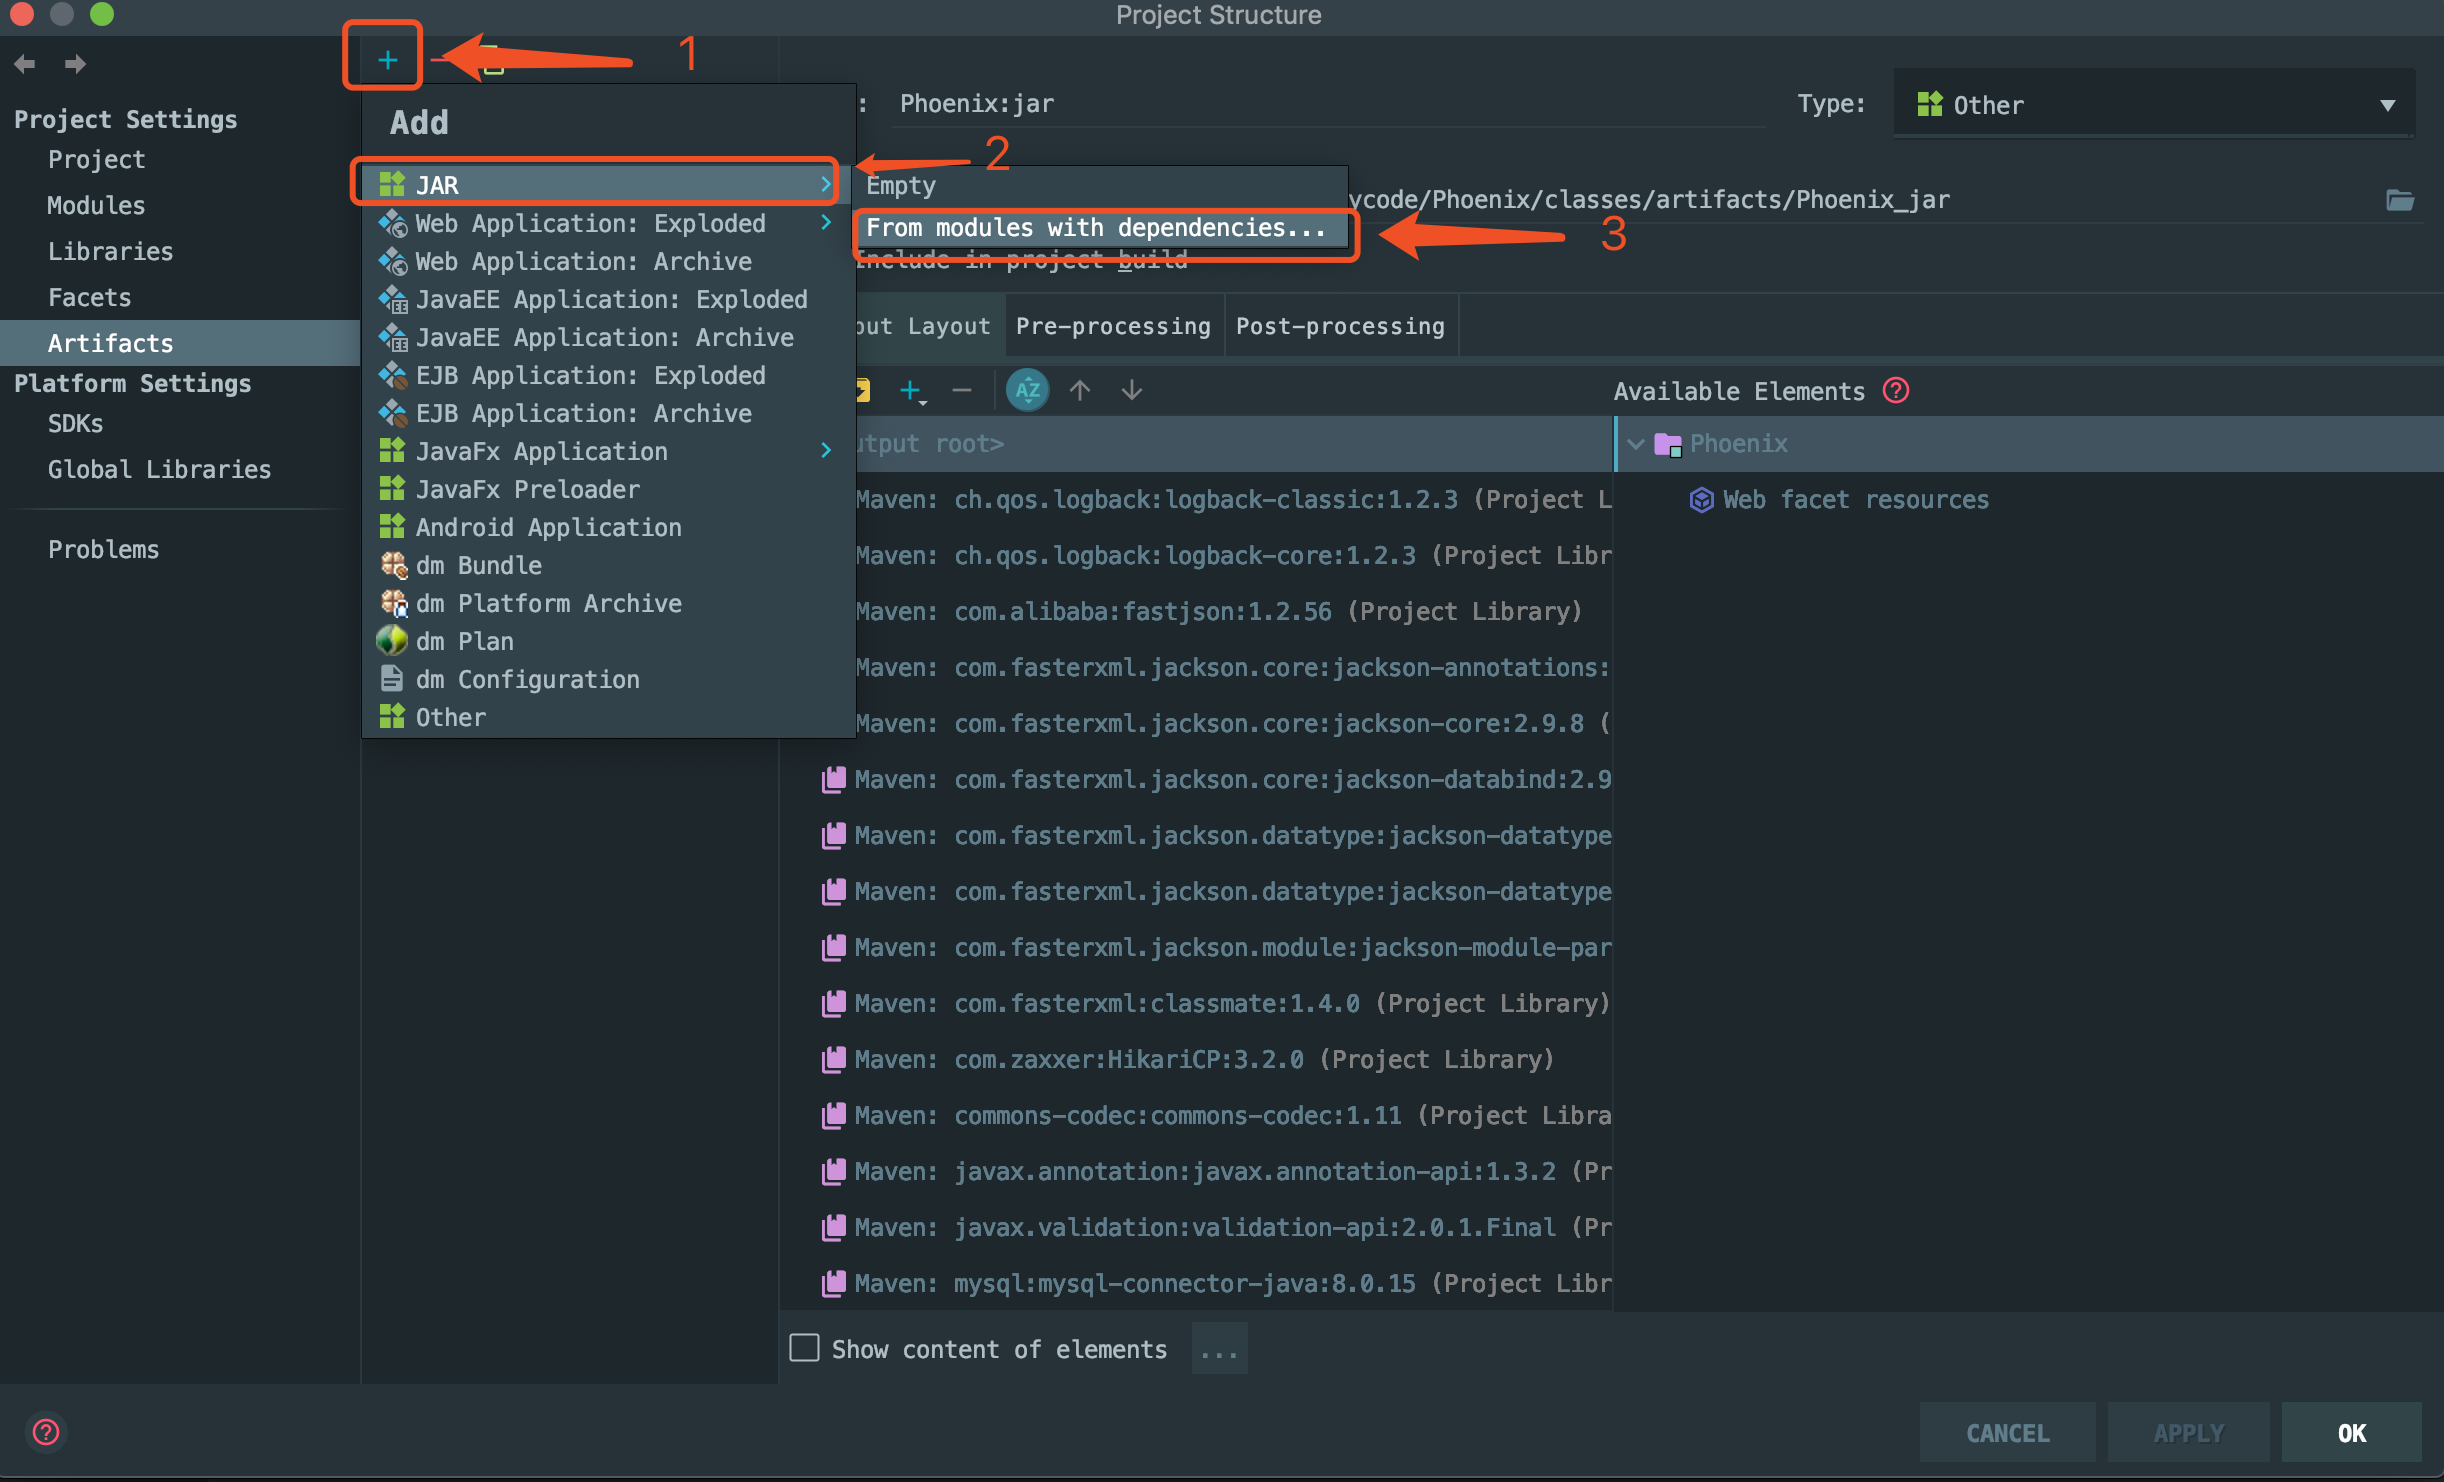 Project Structure
1
Project Settings
Project
Modules
Libraries
Facets
Artifacts
Platform Settings
SDKs
Global Libraries
Problems
Add
JAR
Web Application: Exploded
Web Application: Archive
JavaEE Application: Exploded
JavaEE Application: Archive
EJB Application: Exploded
EJB Application: Archive
JavaFx Application
JavaFx Preloader
Android Application
dm Bundle
dm Platform Archive
dm Plan
dm Configuration
Other
2
Empty
From modules with dependencies...
3
: Phoenix:jar
Type: Other
ycode/Phoenix/classes/artifacts/Phoenix_jar
Include in project build
out Layout Pre-processing Post-processing
AZ
Available Elements ?
utput root>
Maven: ch.qos.logback:logback-classic:1.2.3 (Project L
Maven: ch.qos.logback:logback-core:1.2.3 (Project Libr
Maven: com.alibaba:fastjson:1.2.56 (Project Library)
Maven: com.fasterxml.jackson.core:jackson-annotations:
Maven: com.fasterxml.jackson.core:jackson-core:2.9.8 (
Maven: com.fasterxml.jackson.core:jackson-databind:2.9
Maven: com.fasterxml.jackson.datatype:jackson-datatype
Maven: com.fasterxml.jackson.datatype:jackson-datatype
Maven: com.fasterxml.jackson.module:jackson-module-par
Maven: com.fasterxml:classmate:1.4.0 (Project Library)
Maven: com.zaxxer:HikariCP:3.2.0 (Project Library)
Maven: commons-codec:commons-codec:1.11 (Project Libra
Maven: javax.annotation:javax.annotation-api:1.3.2 (Pr
Maven: javax.validation:validation-api:2.0.1.Final (Pr
Maven: mysql:mysql-connector-java:8.0.15 (Project Libr
Phoenix
Web facet resources
Show content of elements ...
?
CANCEL APPLY OK